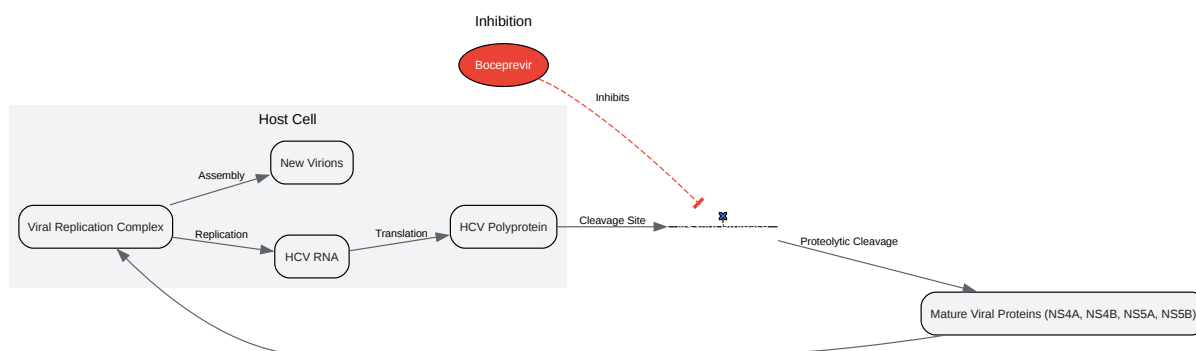 Inhibition
Boceprevir
Inhibits
Host Cell
New Virions
Assembly
Viral Replication Complex
Replication
HCV RNA
Translation
HCV Polyprotein
Cleavage Site
Proteolytic Cleavage
Mature Viral Proteins (NS4A, NS4B, NS5A, NS5B)